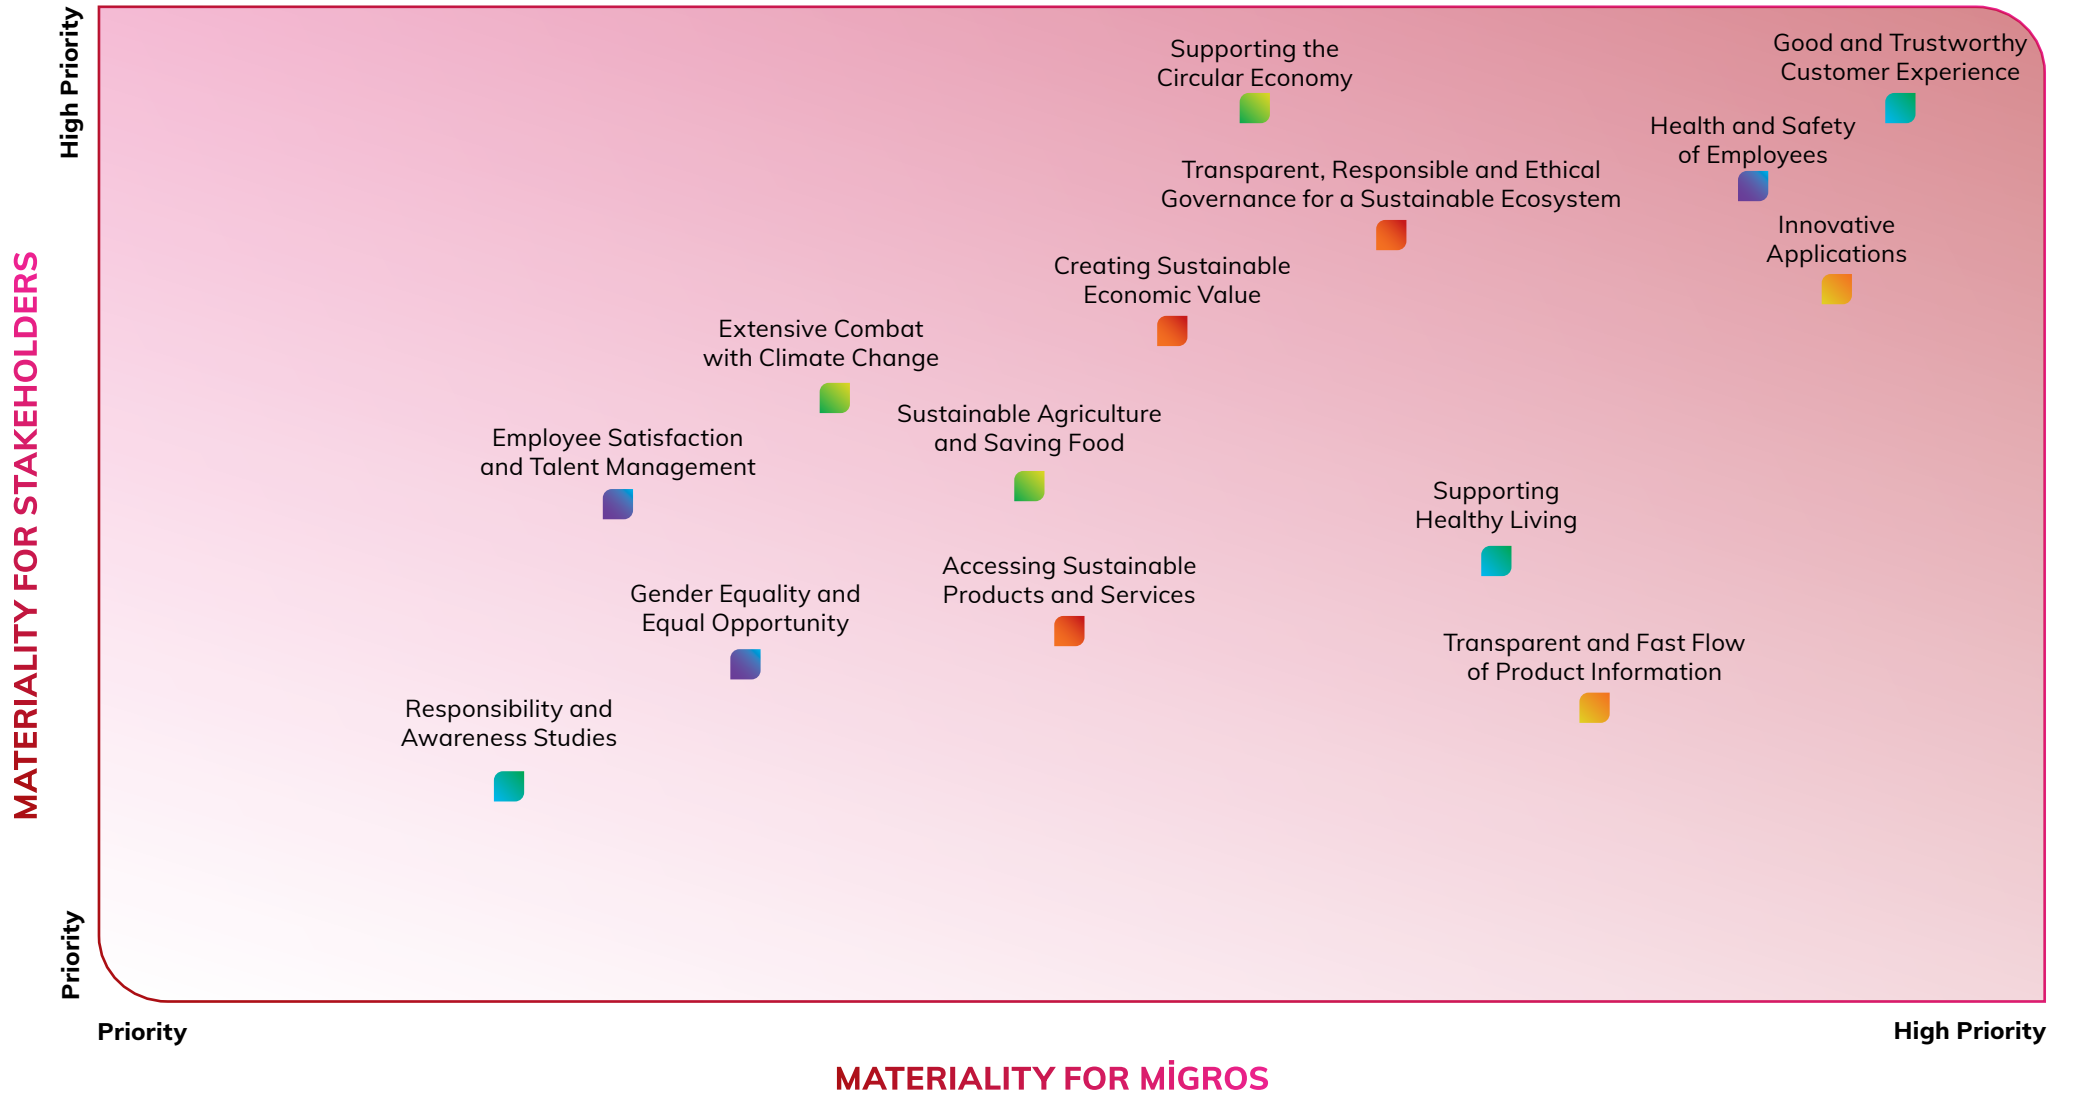 High Priority
MATERIALITY FOR STAKEHOLDERS
Priority
Supporting the
Circular Economy
Good and Trustworthy
Customer Experience
Health and Safety
of Employees
Transparent, Responsible and Ethical
Governance for a Sustainable Ecosystem
Innovative
Applications
Creating Sustainable
Economic Value
Extensive Combat
with Climate Change
Sustainable Agriculture
and Saving Food
Employee Satisfaction
and Talent Management
Supporting
Healthy Living
Accessing Sustainable
Products and Services
Gender Equality and
Equal Opportunity
Transparent and Fast Flow
of Product Information
Responsibility and
Awareness Studies
Priority
High Priority
MATERIALITY FOR MİGROS